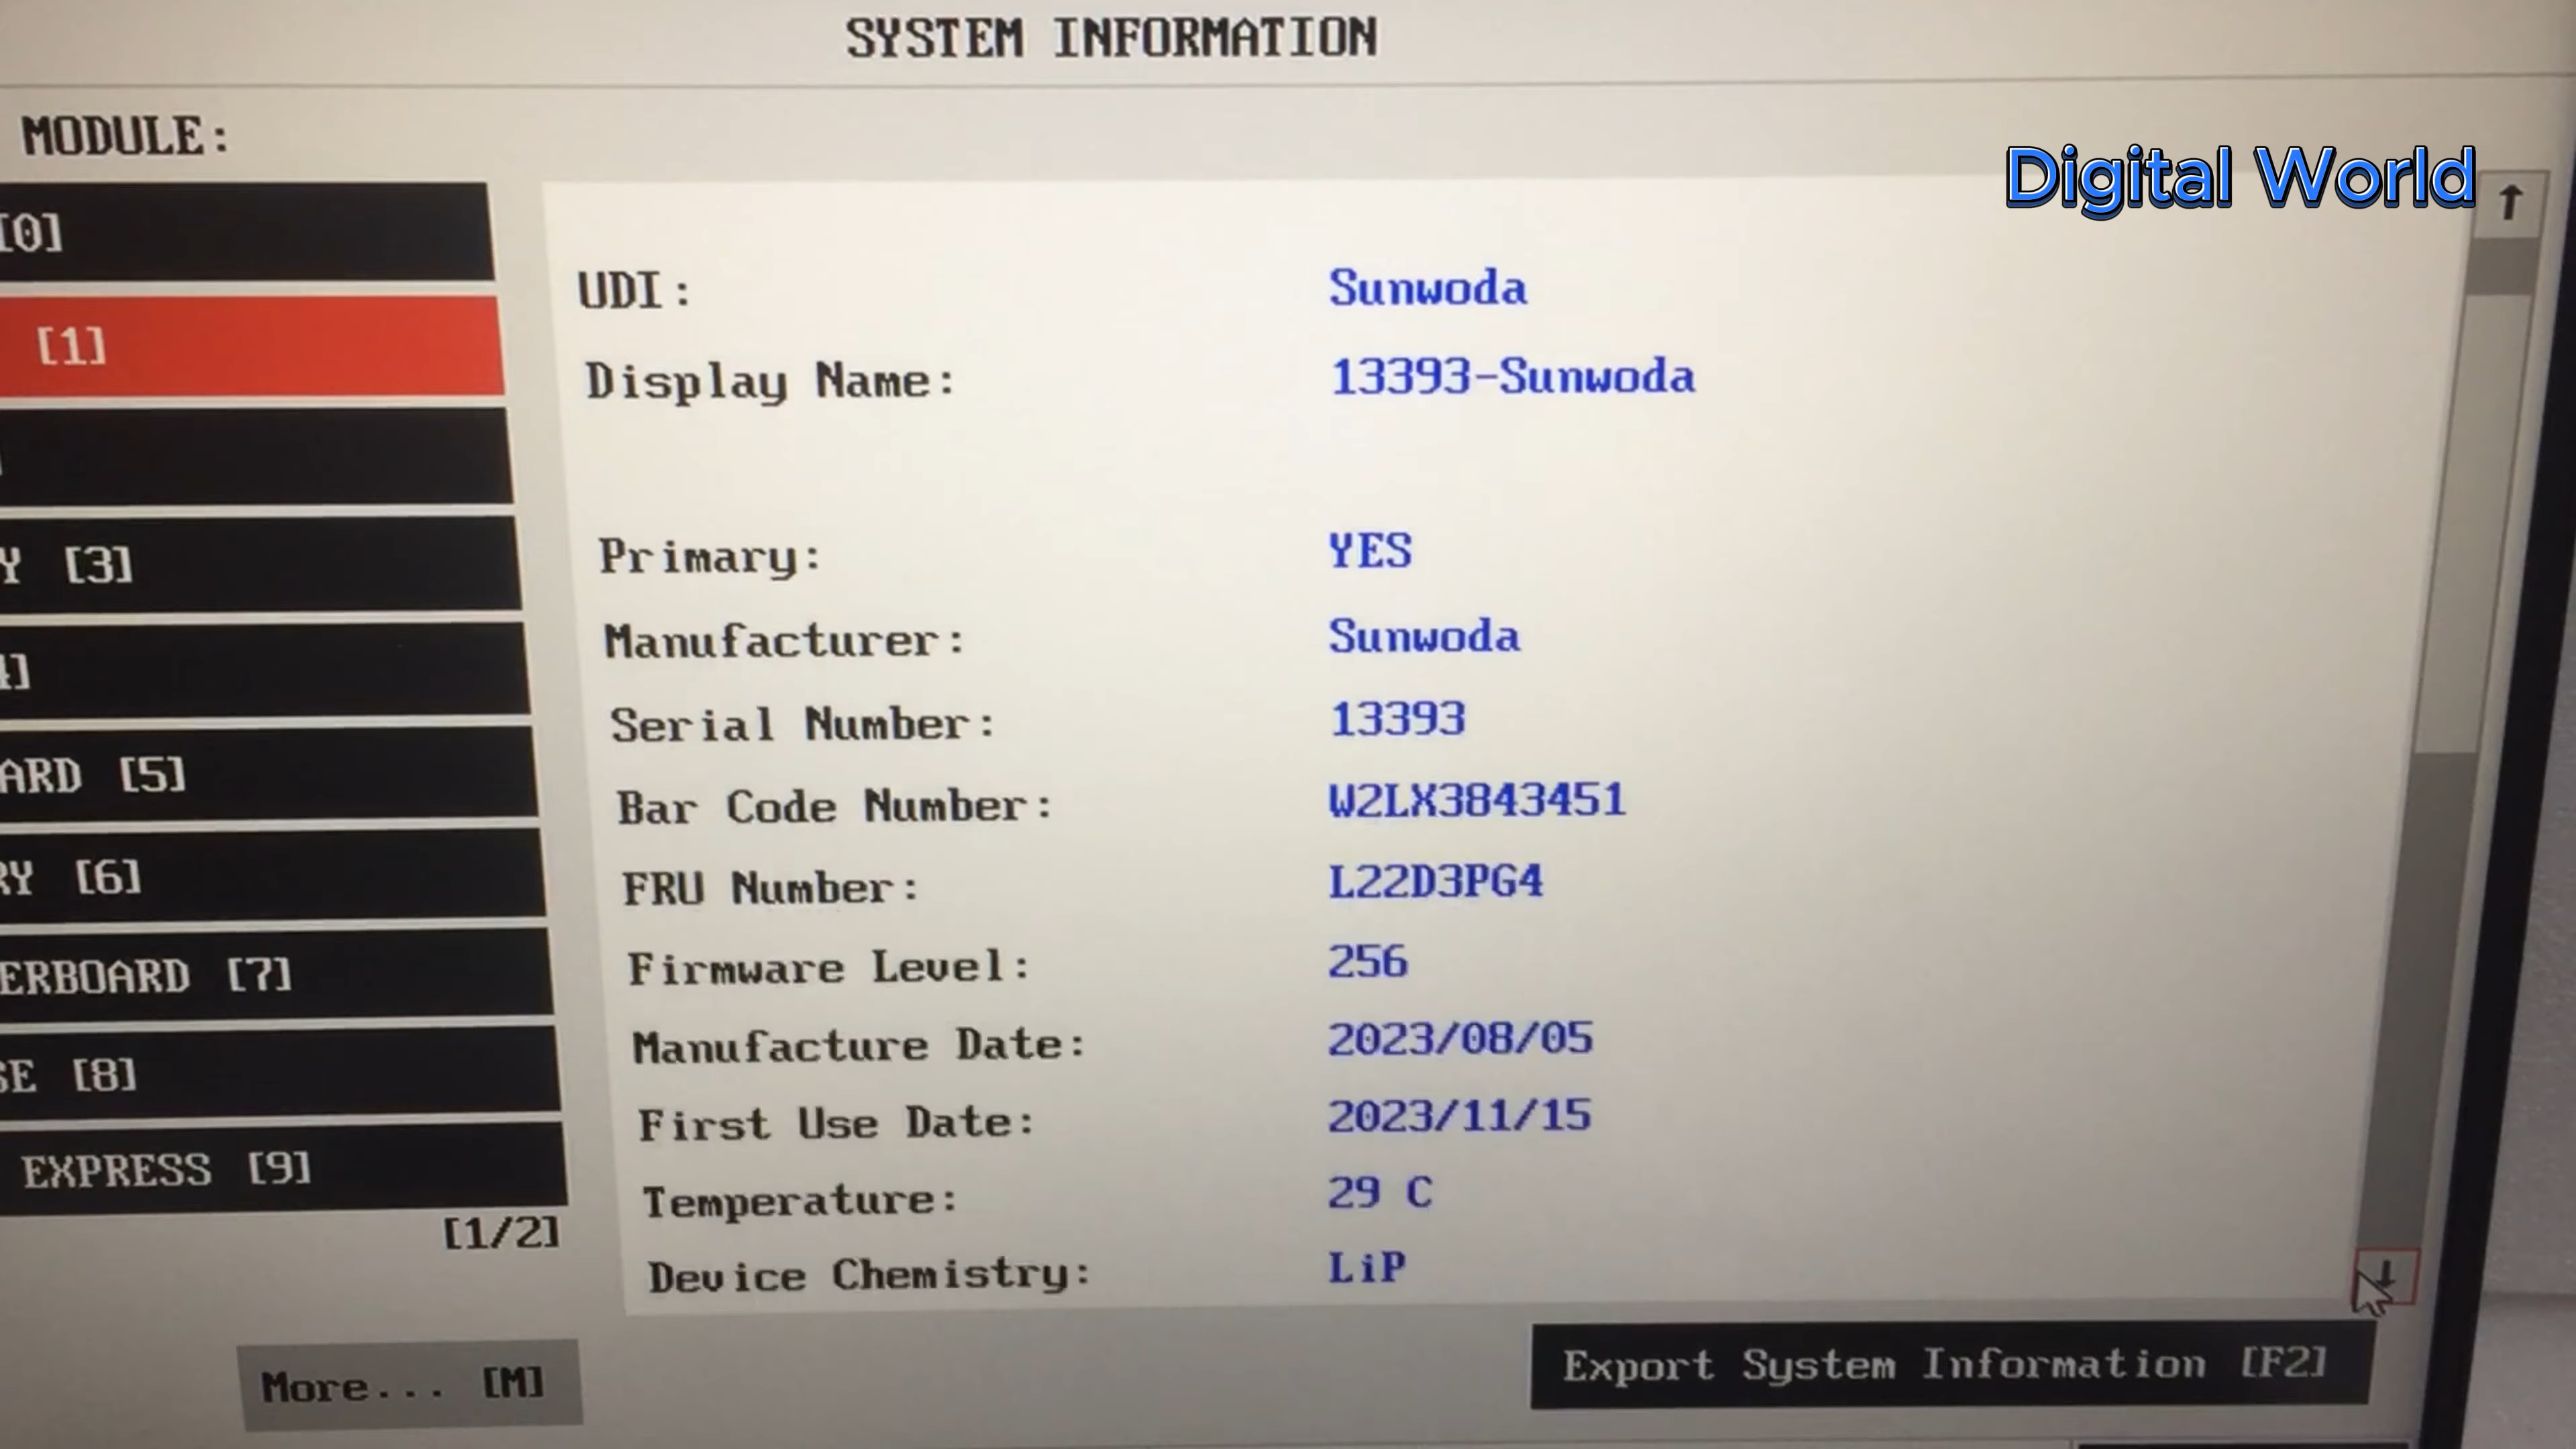 SYSTEM INFORMATION
MODULE:
Digital World
[0]
[1]
Y [3]
4]
ARD [5]
RY [6]
ERBOARD [7]
SE [8]
EXPRESS [9]
[1/2]
More... [M]
UDI: Sunwoda
Display Name: 13393-Sunwoda
Primary: YES
Manufacturer: Sunwoda
Serial Number: 13393
Bar Code Number: W2LX3843451
FRU Number: L22D3PG4
Firmware Level: 256
Manufacture Date: 2023/08/05
First Use Date: 2023/11/15
Temperature: 29 C
Device Chemistry: LiP
Export System Information [F2]